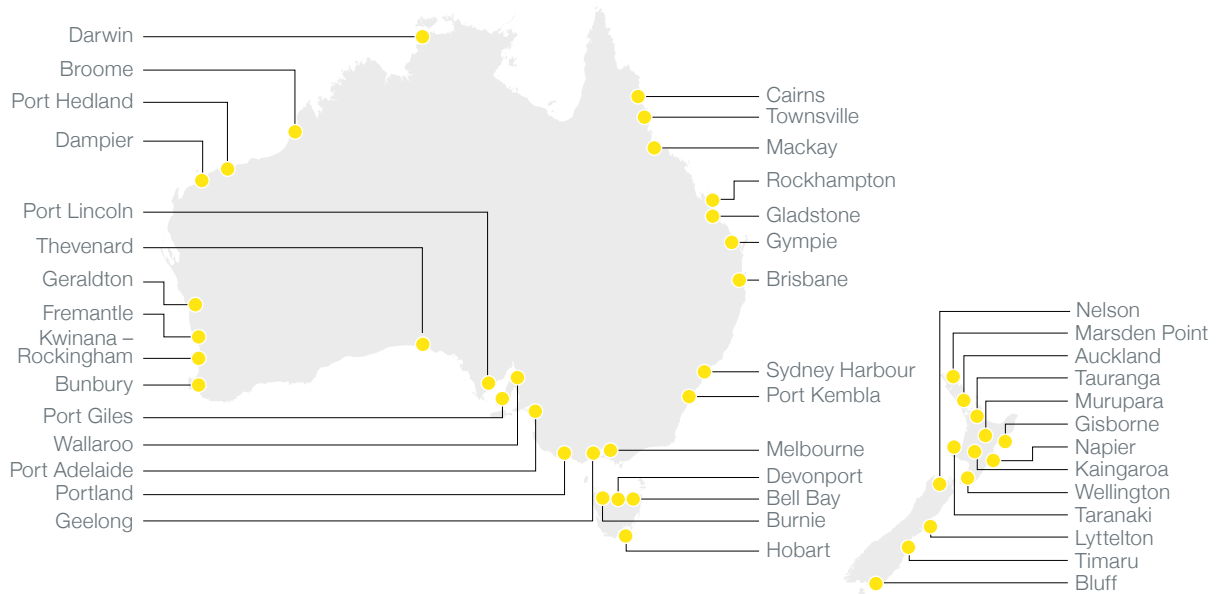 Darwin
Broome
Port Hedland
Dampier
Port Lincoln
Thevenard
Geraldton
Fremantle
Kwinana –
Rockingham
Bunbury
Port Giles
Wallaroo
Port Adelaide
Portland
Geelong
Cairns
Townsville
Mackay
Rockhampton
Gladstone
Gympie
Brisbane
Sydney Harbour
Port Kembla
Melbourne
Devonport
Bell Bay
Burnie
Hobart
Nelson
Marsden Point
Auckland
Tauranga
Murupara
Gisborne
Napier
Kaingaroa
Wellington
Taranaki
Lyttelton
Timaru
Bluff